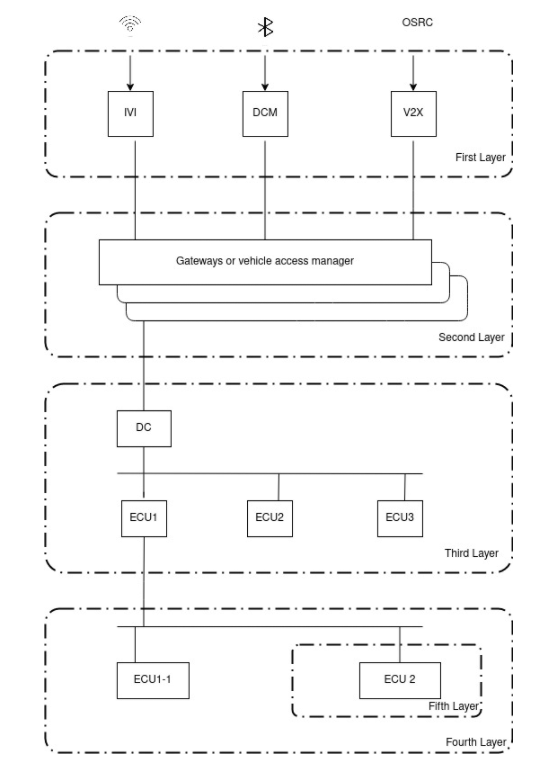 OSRC
IVI
DCM
V2X
First Layer
Gateways or vehicle access manager
Second Layer
DC
ECU1
ECU2
ECU3
Third Layer
ECU1-1
ECU 2
Fifth Layer
Fourth Layer